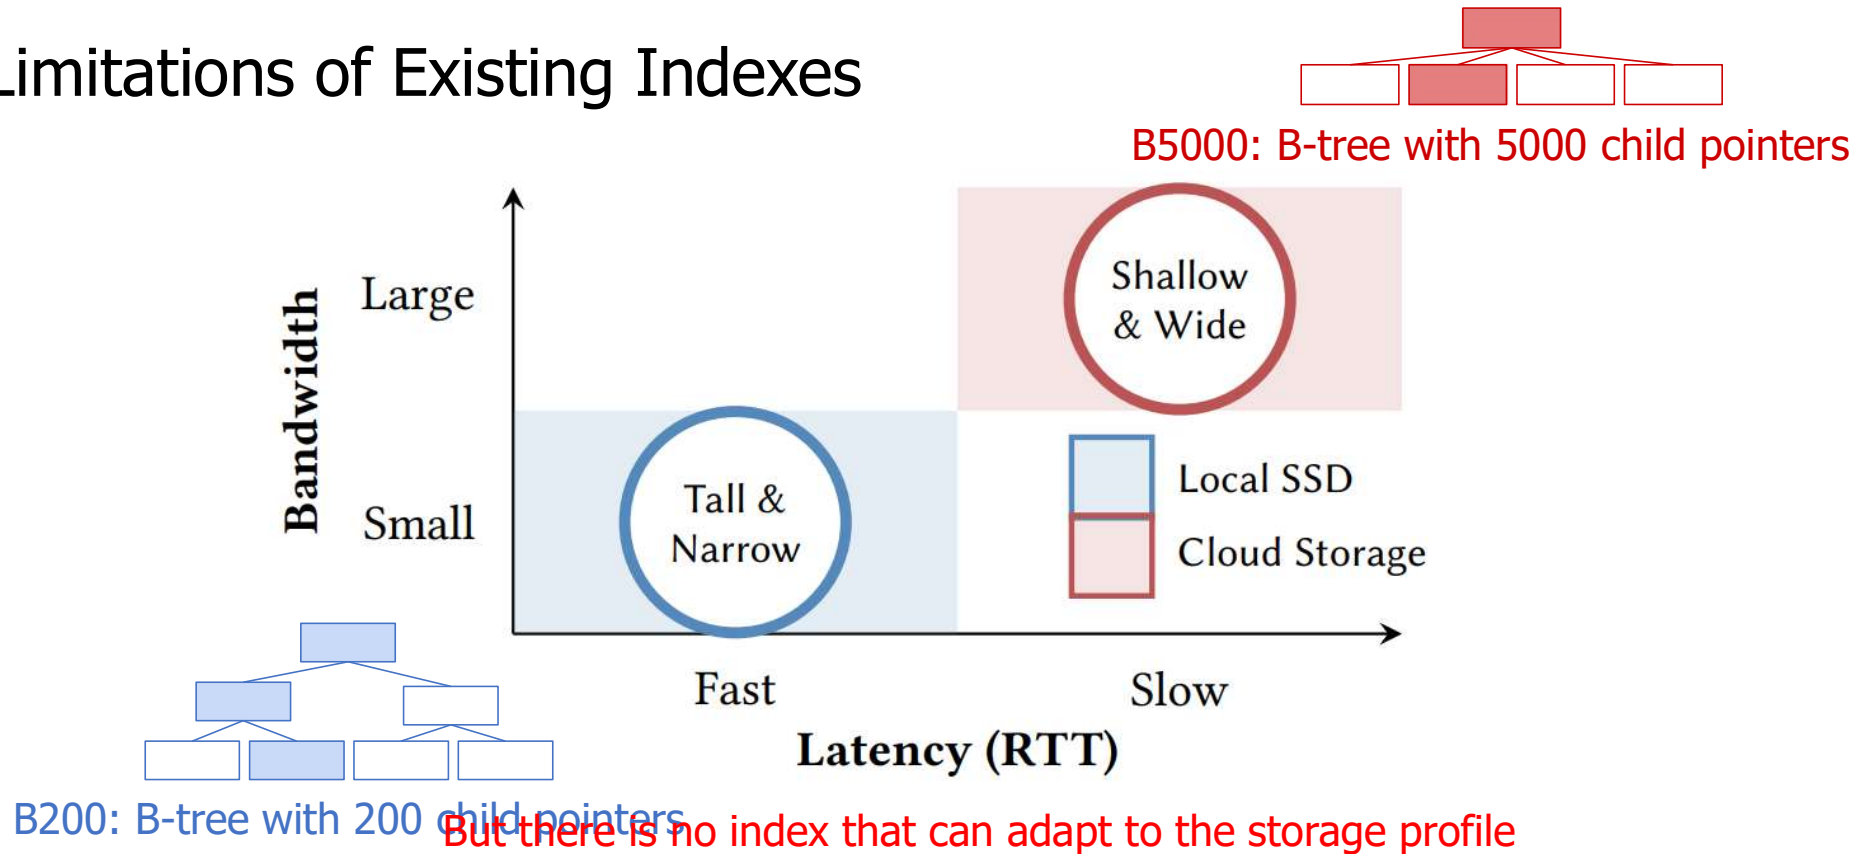 Limitations of Existing Indexes
B5000: B-tree with 5000 child pointers
Bandwidth
Large
Small
Shallow
& Wide
Tall &
Narrow
Local SSD
Cloud Storage
Fast
Slow
Latency (RTT)
B200: B-tree with 200 child pointers
But there is no index that can adapt to the storage profile